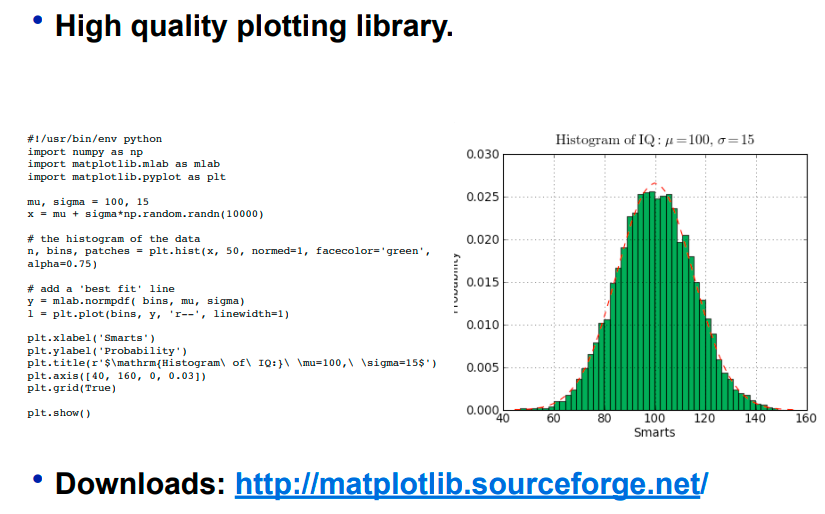 • High quality plotting library.
#!/usr/bin/env python
import numpy as np
import matplotlib.mlab as mlab
import matplotlib.pyplot as plt
mu, sigma = 100, 15
x = mu + sigma*np.random.randn(10000)
# the histogram of the data
n, bins, patches = plt.hist(x, 50, normed=1, facecolor='green',
alpha=0.75)
# add a 'best fit' line
y = mlab.normpdf( bins, mu, sigma)
l = plt.plot(bins, y, 'r--', linewidth=1)
plt.xlabel('Smarts')
plt.ylabel('Probability')
plt.title(r'$\mathrm{Histogram\ of\ IQ:}\ \mu=100,\ \sigma=15$')
plt.axis([40, 160, 0, 0.03])
plt.grid(True)
plt.show()
Histogram of IQ : μ=100, σ=15
0.030
0.025
0.020
0.015
0.010
0.005
0.000
40 60 80 100 120 140 160
Smarts
• Downloads: http://matplotlib.sourceforge.net/